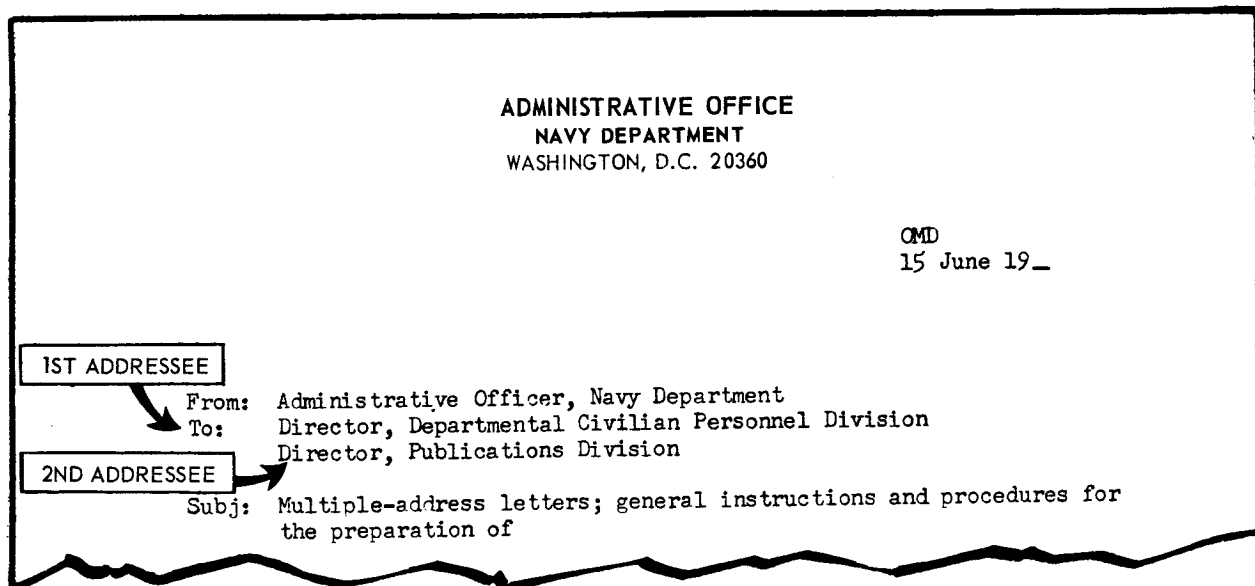 ADMINISTRATIVE OFFICE
NAVY DEPARTMENT
WASHINGTON, D.C. 20360
OMD
15 June 19_
1ST ADDRESSEE
From: Administrative Officer, Navy Department
To: Director, Departmental Civilian Personnel Division
Director, Publications Division
2ND ADDRESSEE
Subj: Multiple-address letters; general instructions and procedures for
the preparation of